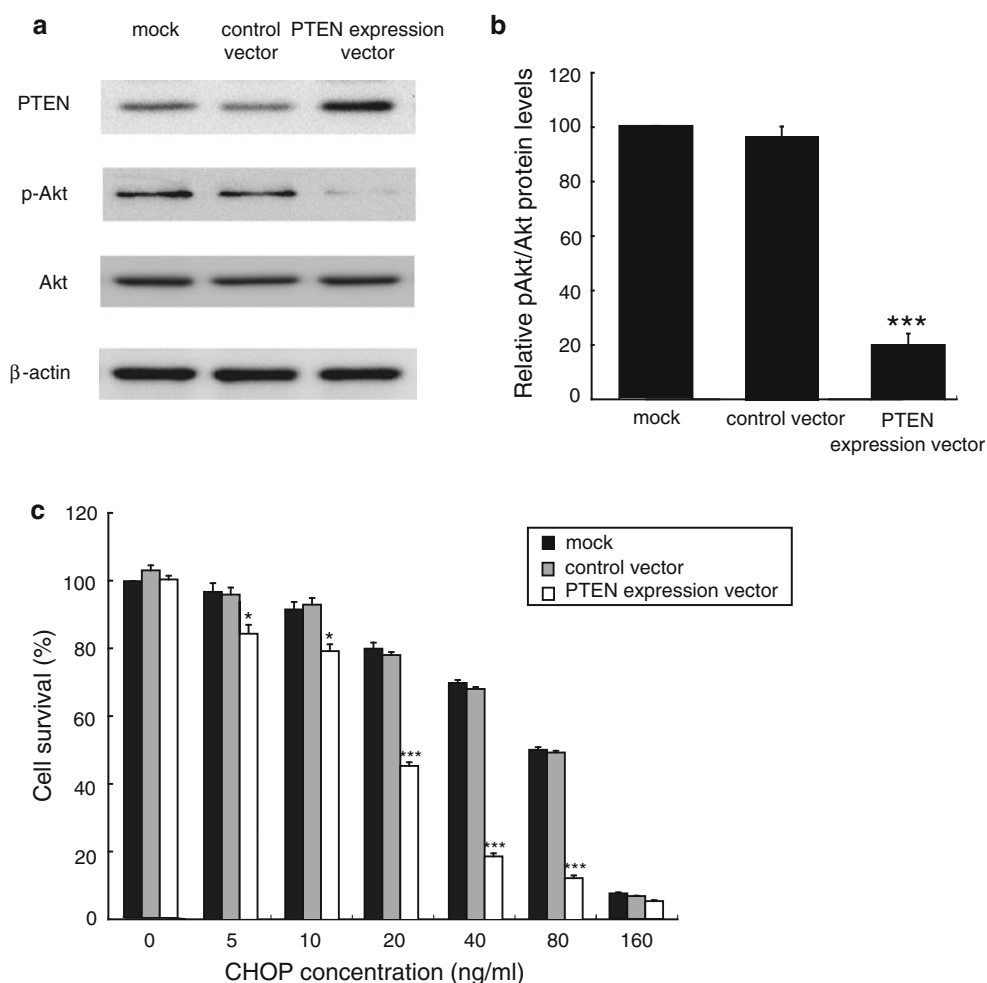 a
mock
control vector
PTEN expression vector
PTEN
p-Akt
Akt
β-actin
b
Relative pAkt/Akt protein levels
120
100
80
60
40
20
0
***
mock
control vector
PTEN
expression vector
c
Cell survival (%)
120
100
80
60
40
20
0
*
*
***
***
***
mock
control vector
PTEN expression vector
0 5 10 20 40 80 160
CHOP concentration (ng/ml)